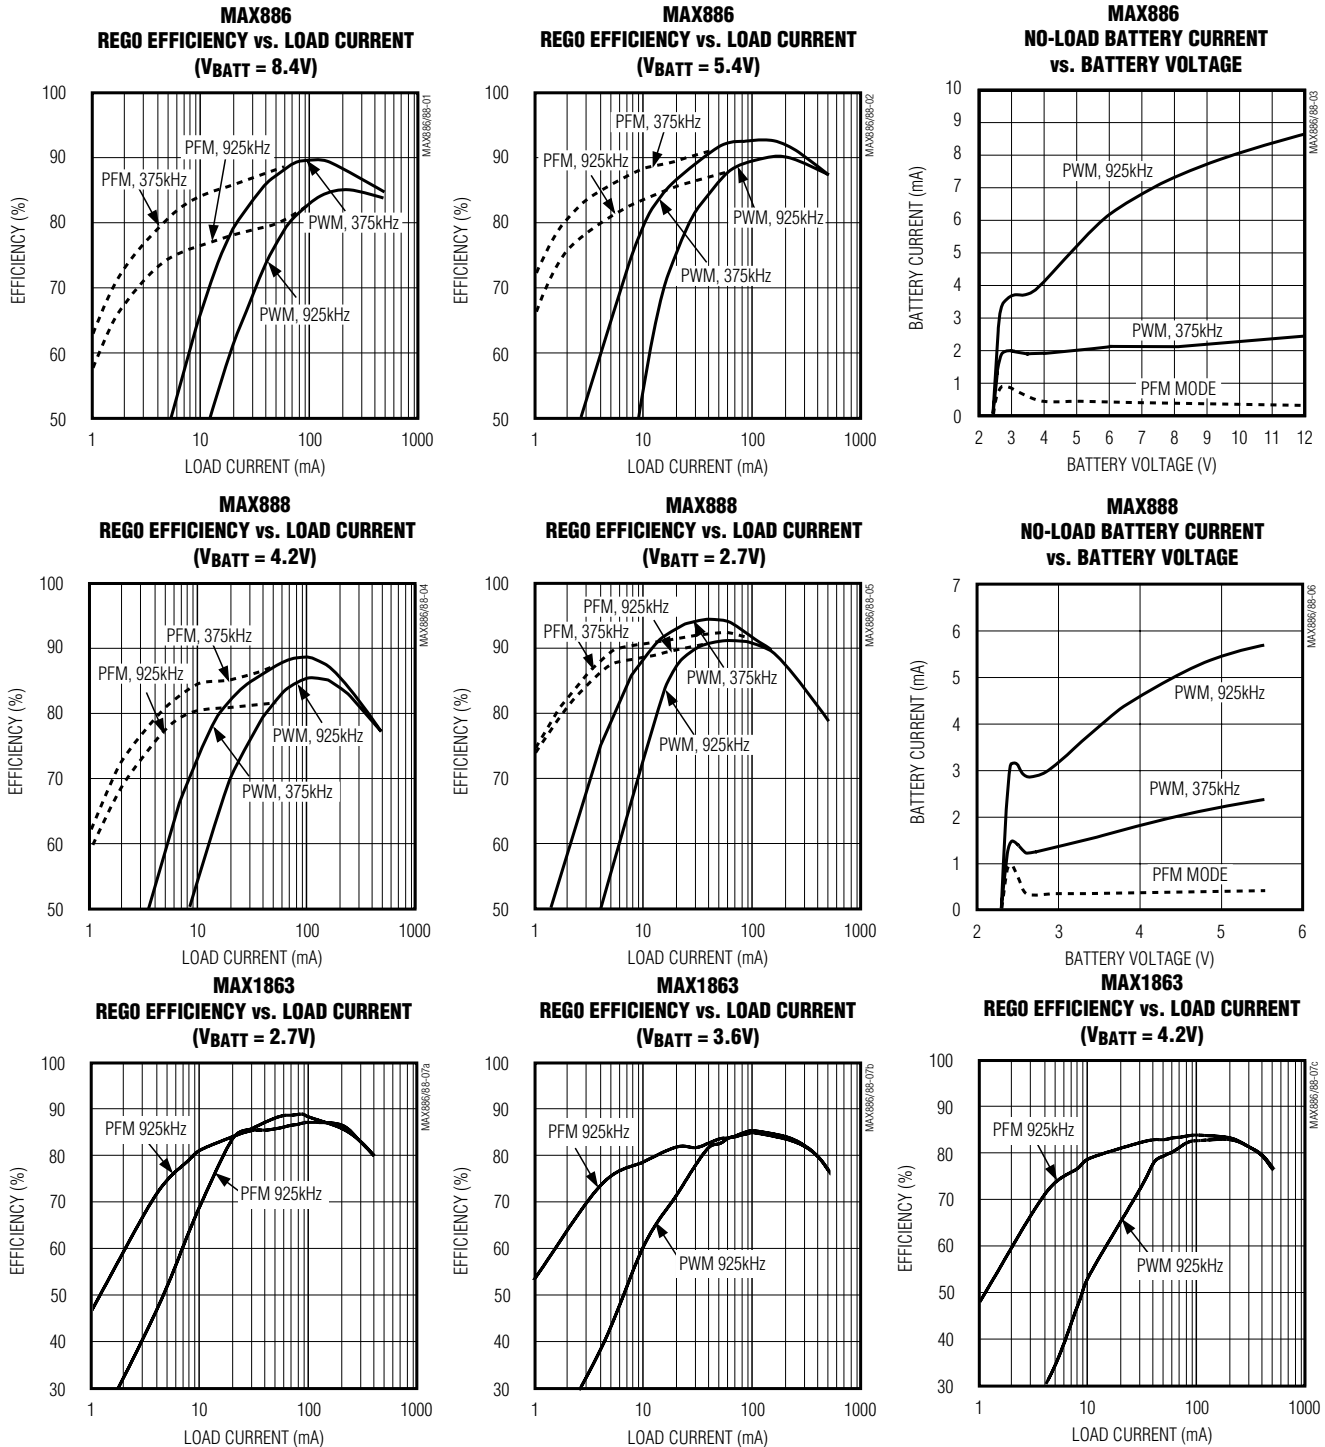 MAX886
REGO EFFICIENCY vs. LOAD CURRENT
(VBATT = 8.4V)
100
90
80
70
60
50
EFFICIENCY (%)
PFM, 925kHz
PFM, 375kHz
PWM, 375kHz
PWM, 925kHz
MAX886/88-01
1
10
100
1000
LOAD CURRENT (mA)
MAX886
REGO EFFICIENCY vs. LOAD CURRENT
(VBATT = 5.4V)
100
90
80
70
60
50
EFFICIENCY (%)
PFM, 375kHz
PFM, 925kHz
PWM, 925kHz
PWM, 375kHz
MAX886/88-02
1
10
100
1000
LOAD CURRENT (mA)
MAX886
NO-LOAD BATTERY CURRENT
vs. BATTERY VOLTAGE
10
9
8
7
6
5
4
3
2
1
0
BATTERY CURRENT (mA)
PWM, 925kHz
PWM, 375kHz
PFM MODE
MAX886/88-03
2 3 4 5 6 7 8 9 10 11 12
BATTERY VOLTAGE (V)
MAX888
REGO EFFICIENCY vs. LOAD CURRENT
(VBATT = 4.2V)
100
90
80
70
60
50
EFFICIENCY (%)
PFM, 375kHz
PFM, 925kHz
PWM, 925kHz
PWM, 375kHz
MAX886/88-04
1
10
100
1000
LOAD CURRENT (mA)
MAX888
REGO EFFICIENCY vs. LOAD CURRENT
(VBATT = 2.7V)
100
90
80
70
60
50
EFFICIENCY (%)
PFM, 925kHz
PFM, 375kHz
PWM, 375kHz
PWM, 925kHz
MAX886/88-05
1
10
100
1000
LOAD CURRENT (mA)
MAX888
NO-LOAD BATTERY CURRENT
vs. BATTERY VOLTAGE
7
6
5
4
3
2
1
0
BATTERY CURRENT (mA)
PWM, 925kHz
PWM, 375kHz
PFM MODE
MAX886/88-06
2 3 4 5 6
BATTERY VOLTAGE (V)
MAX1863
REGO EFFICIENCY vs. LOAD CURRENT
(VBATT = 2.7V)
100
90
80
70
60
50
40
30
EFFICIENCY (%)
PFM 925kHz
PFM 925kHz
MAX886/88-07a
1
10
100
1000
LOAD CURRENT (mA)
MAX1863
REGO EFFICIENCY vs. LOAD CURRENT
(VBATT = 3.6V)
100
90
80
70
60
50
40
30
EFFICIENCY (%)
PFM 925kHz
PWM 925kHz
MAX886/88-07b
1
10
100
1000
LOAD CURRENT (mA)
MAX1863
REGO EFFICIENCY vs. LOAD CURRENT
(VBATT = 4.2V)
100
90
80
70
60
50
40
30
EFFICIENCY (%)
PFM 925kHz
PWM 925kHz
MAX886/88-07c
1
10
100
1000
LOAD CURRENT (mA)